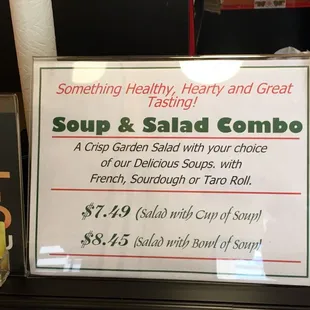 Something Healthy, Hearty and Great
Tasting!
Soup & Salad Combo
A Crisp Garden Salad with your choice
of our Delicious Soups. with
French, Sourdough or Taro Roll.
$7.49 (Salad with Cup of Soup)
$8.45 (Salad with Bowl of Soup)